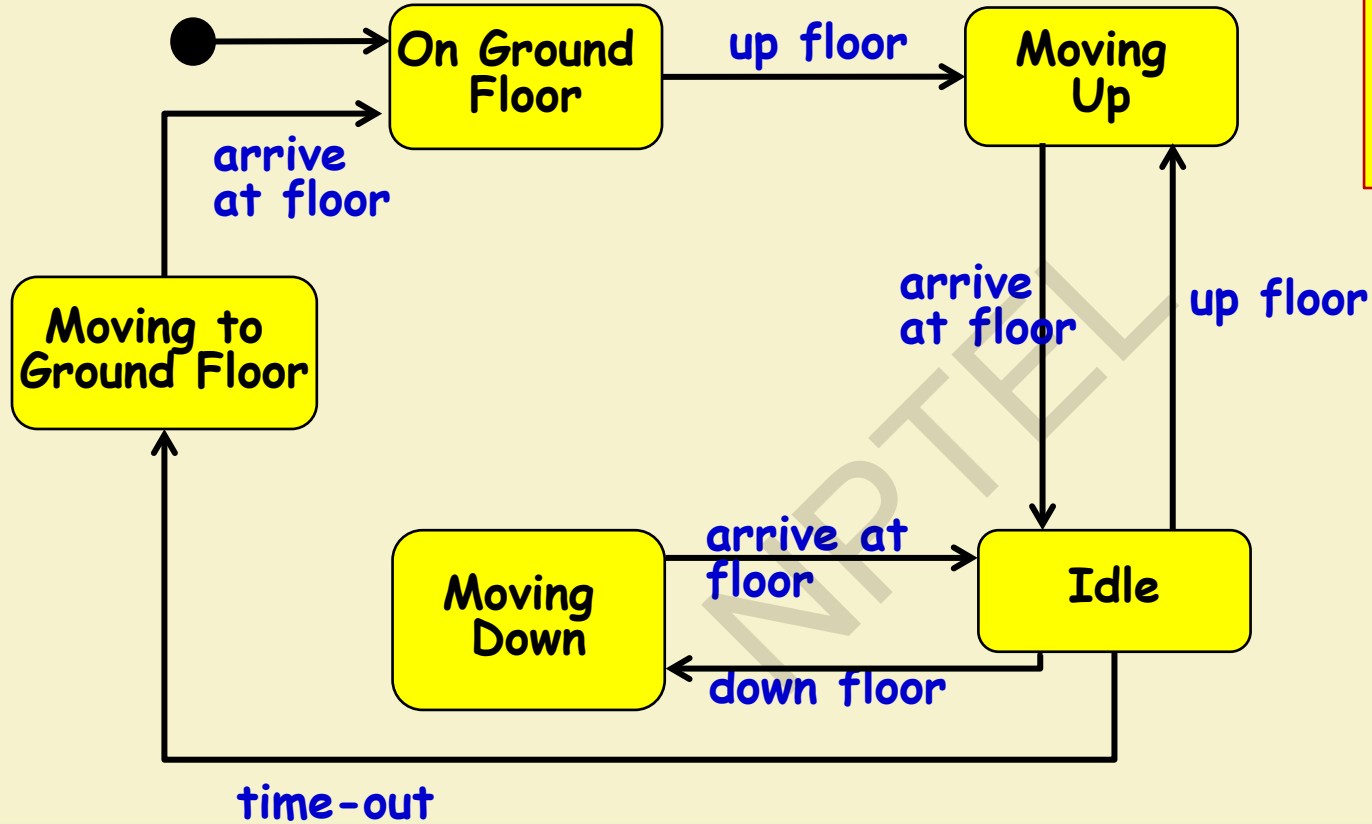 On Ground
Floor
up floor
Moving
Up
arrive
at floor
Moving to
Ground Floor
arrive
at floor
up floor
Moving
Down
arrive at
floor
Idle
down floor
time-out
NPTEL